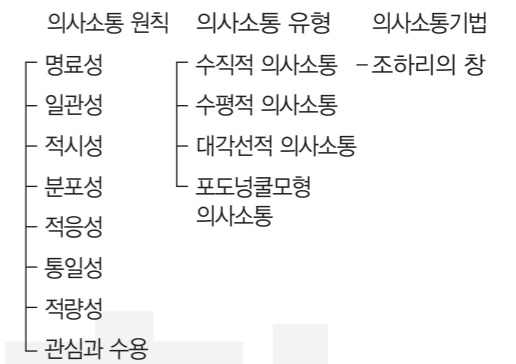 의사소통 원칙
명료성
일관성
적시성
분포성
적응성
통일성
적량성
관심과 수용
의사소통 유형
수직적 의사소통
수평적 의사소통
대각선적 의사소통
포도넝쿨모형
의사소통
의사소통기법
-조하리의 창